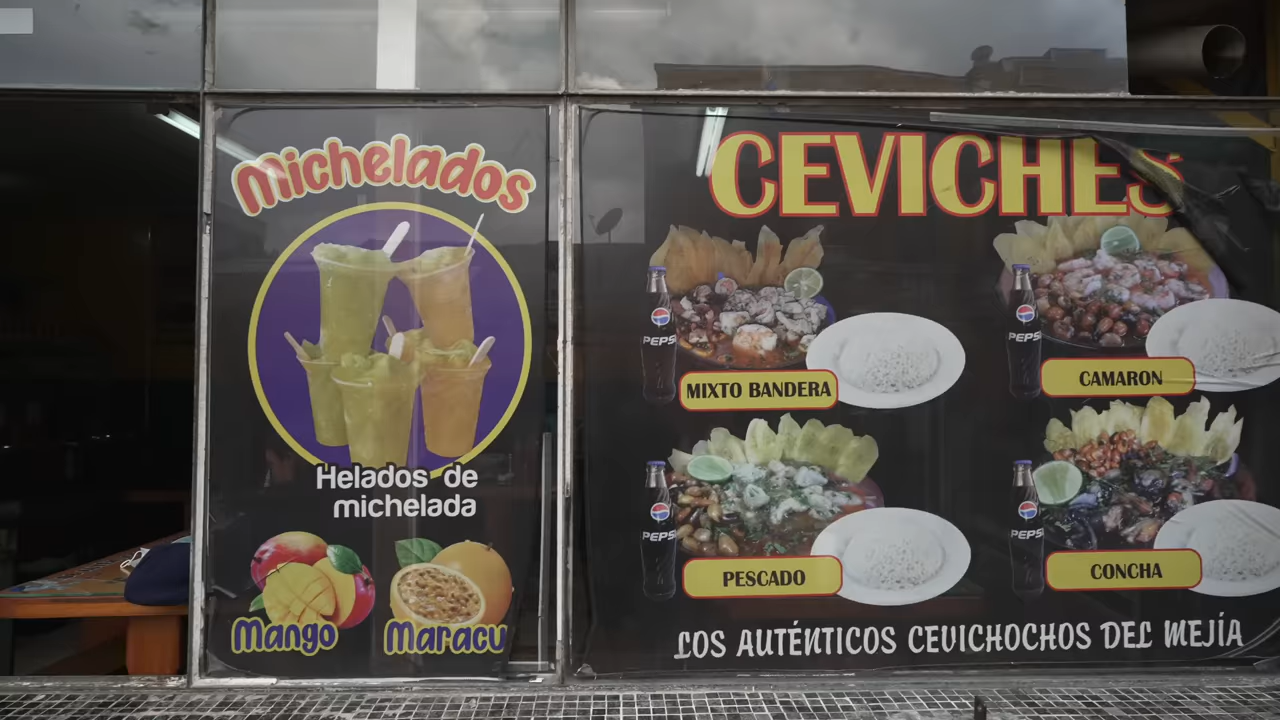 Michelados
Helados de
michelada
Mango
Maracu
CEVICHES
PEPSI
MIXTO BANDERA
PEPSI
CAMARON
PEPSI
PESCADO
PEPSI
CONCHA
LOS AUTÉNTICOS CEVICHOCHOS DEL MEJÍA